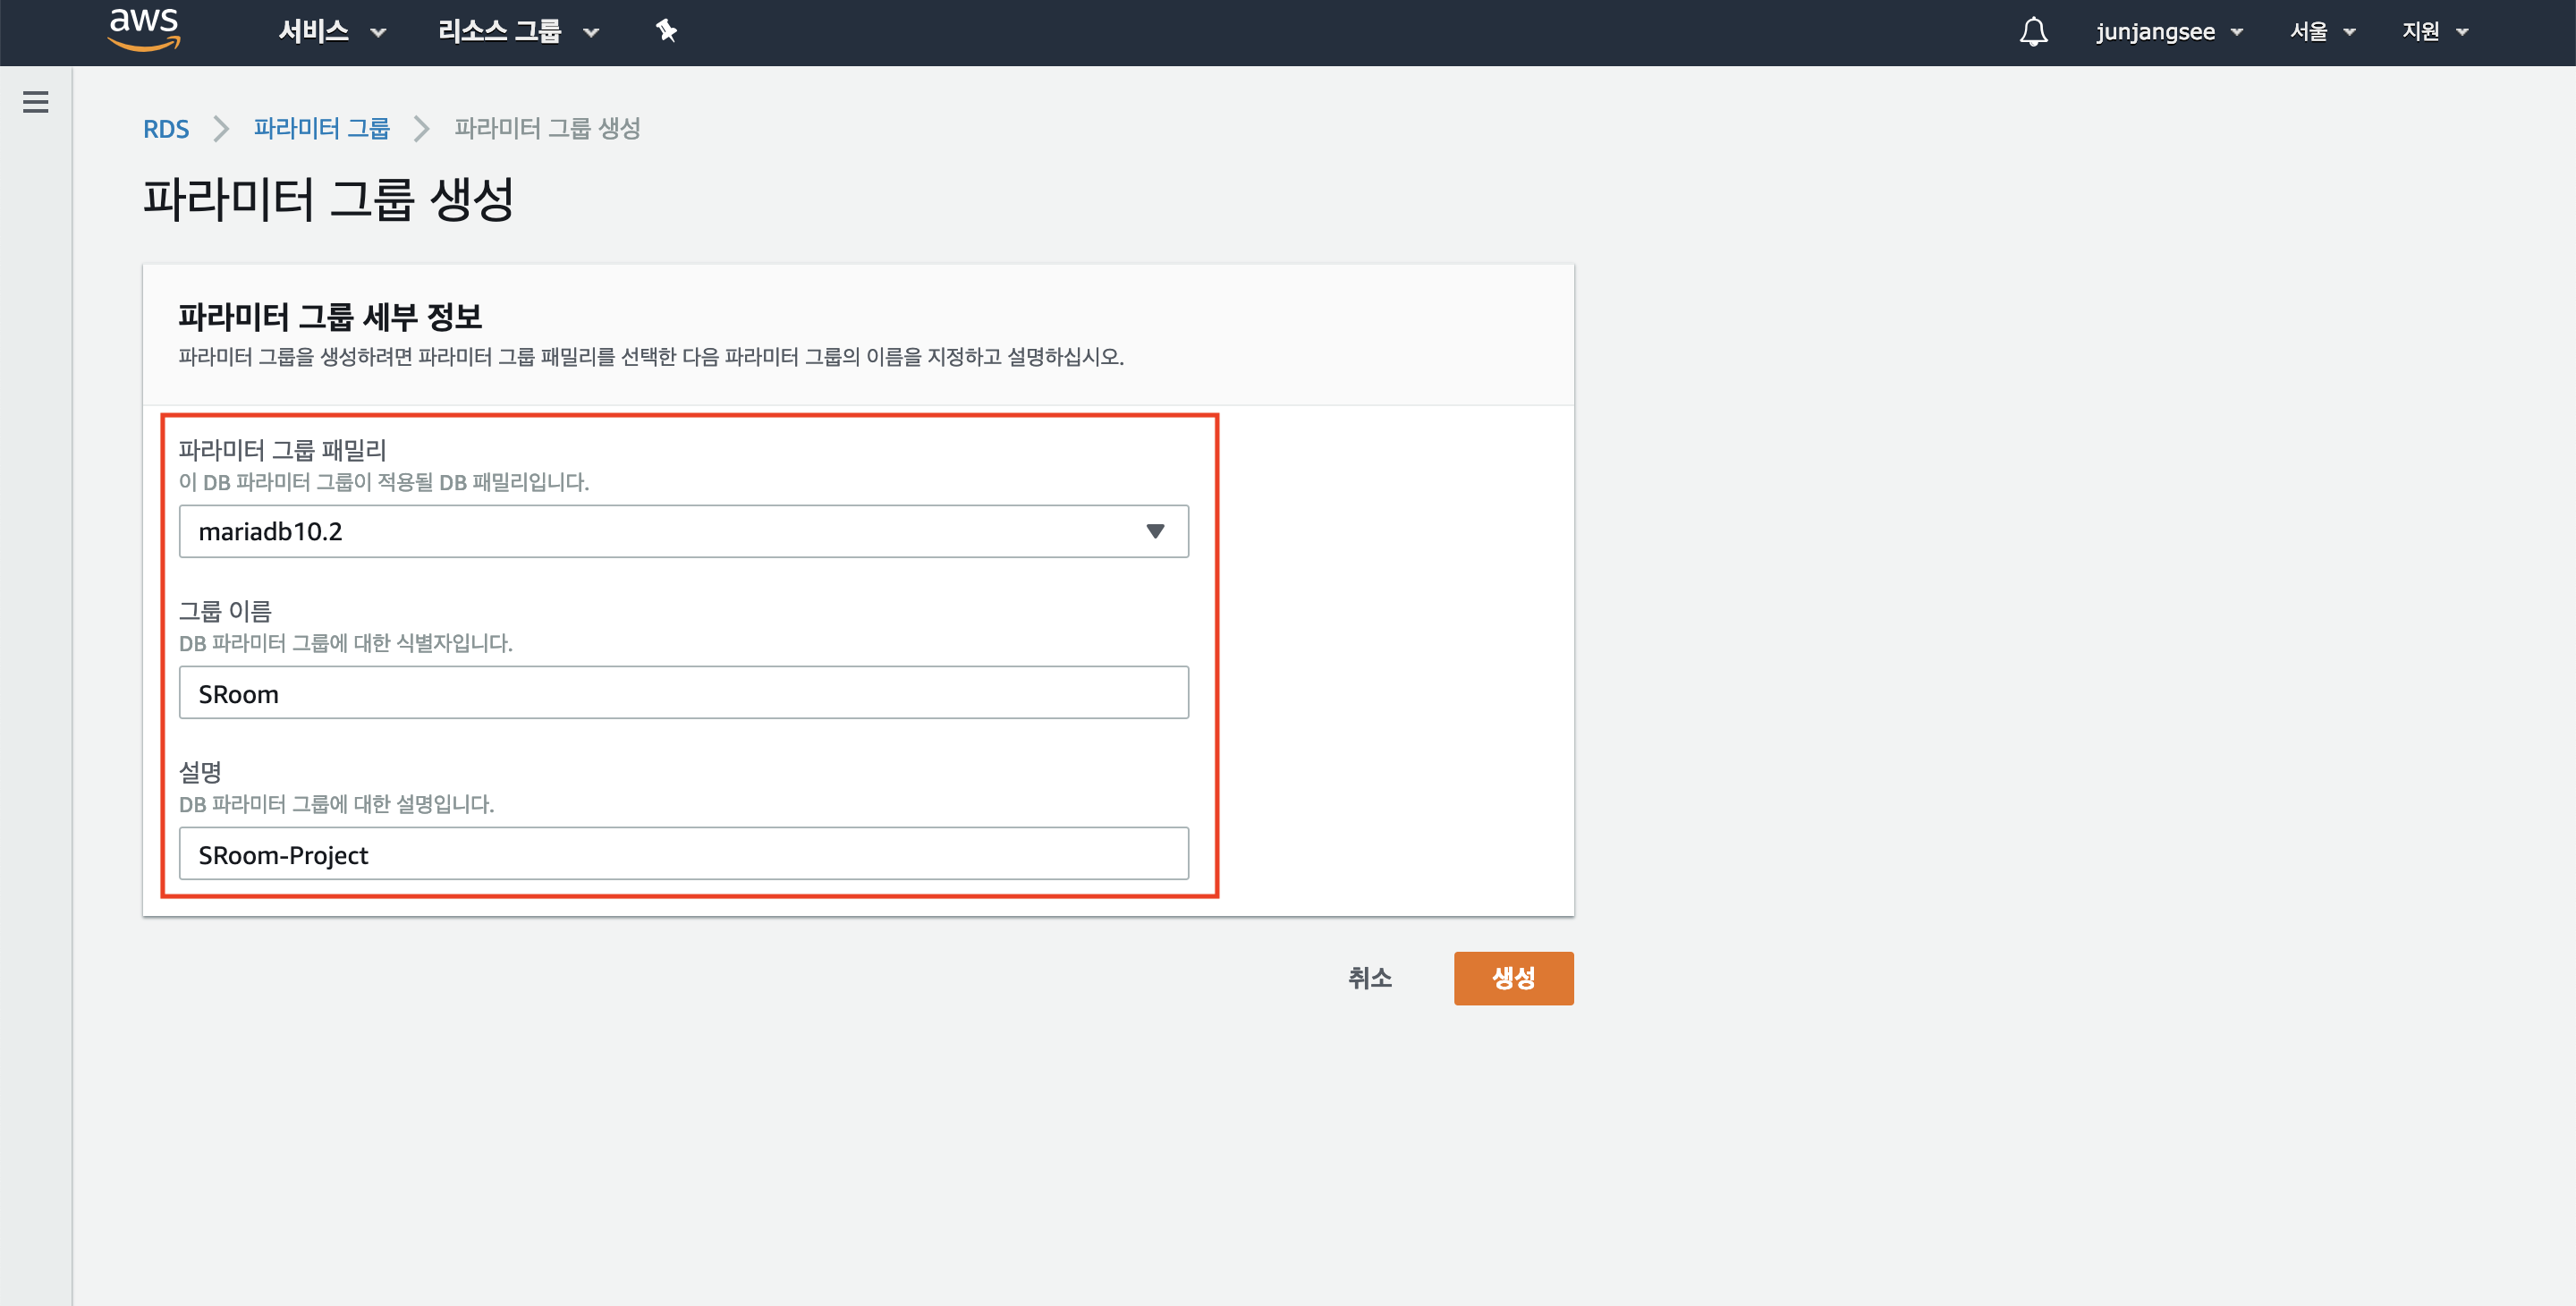 aws 서비스 리소스 그룹 junjangsee 서울 지원
RDS 파라미터 그룹 파라미터 그룹 생성
파라미터 그룹 생성
파라미터 그룹 세부 정보
파라미터 그룹을 생성하려면 파라미터 그룹 패밀리를 선택한 다음 파라미터 그룹의 이름을 지정하고 설명하십시오.
파라미터 그룹 패밀리
이 DB 파라미터 그룹이 적용될 DB 패밀리입니다.
mariadb10.2
그룹 이름
DB 파라미터 그룹에 대한 식별자입니다.
SRoom
설명
DB 파라미터 그룹에 대한 설명입니다.
SRoom-Project
취소 생성